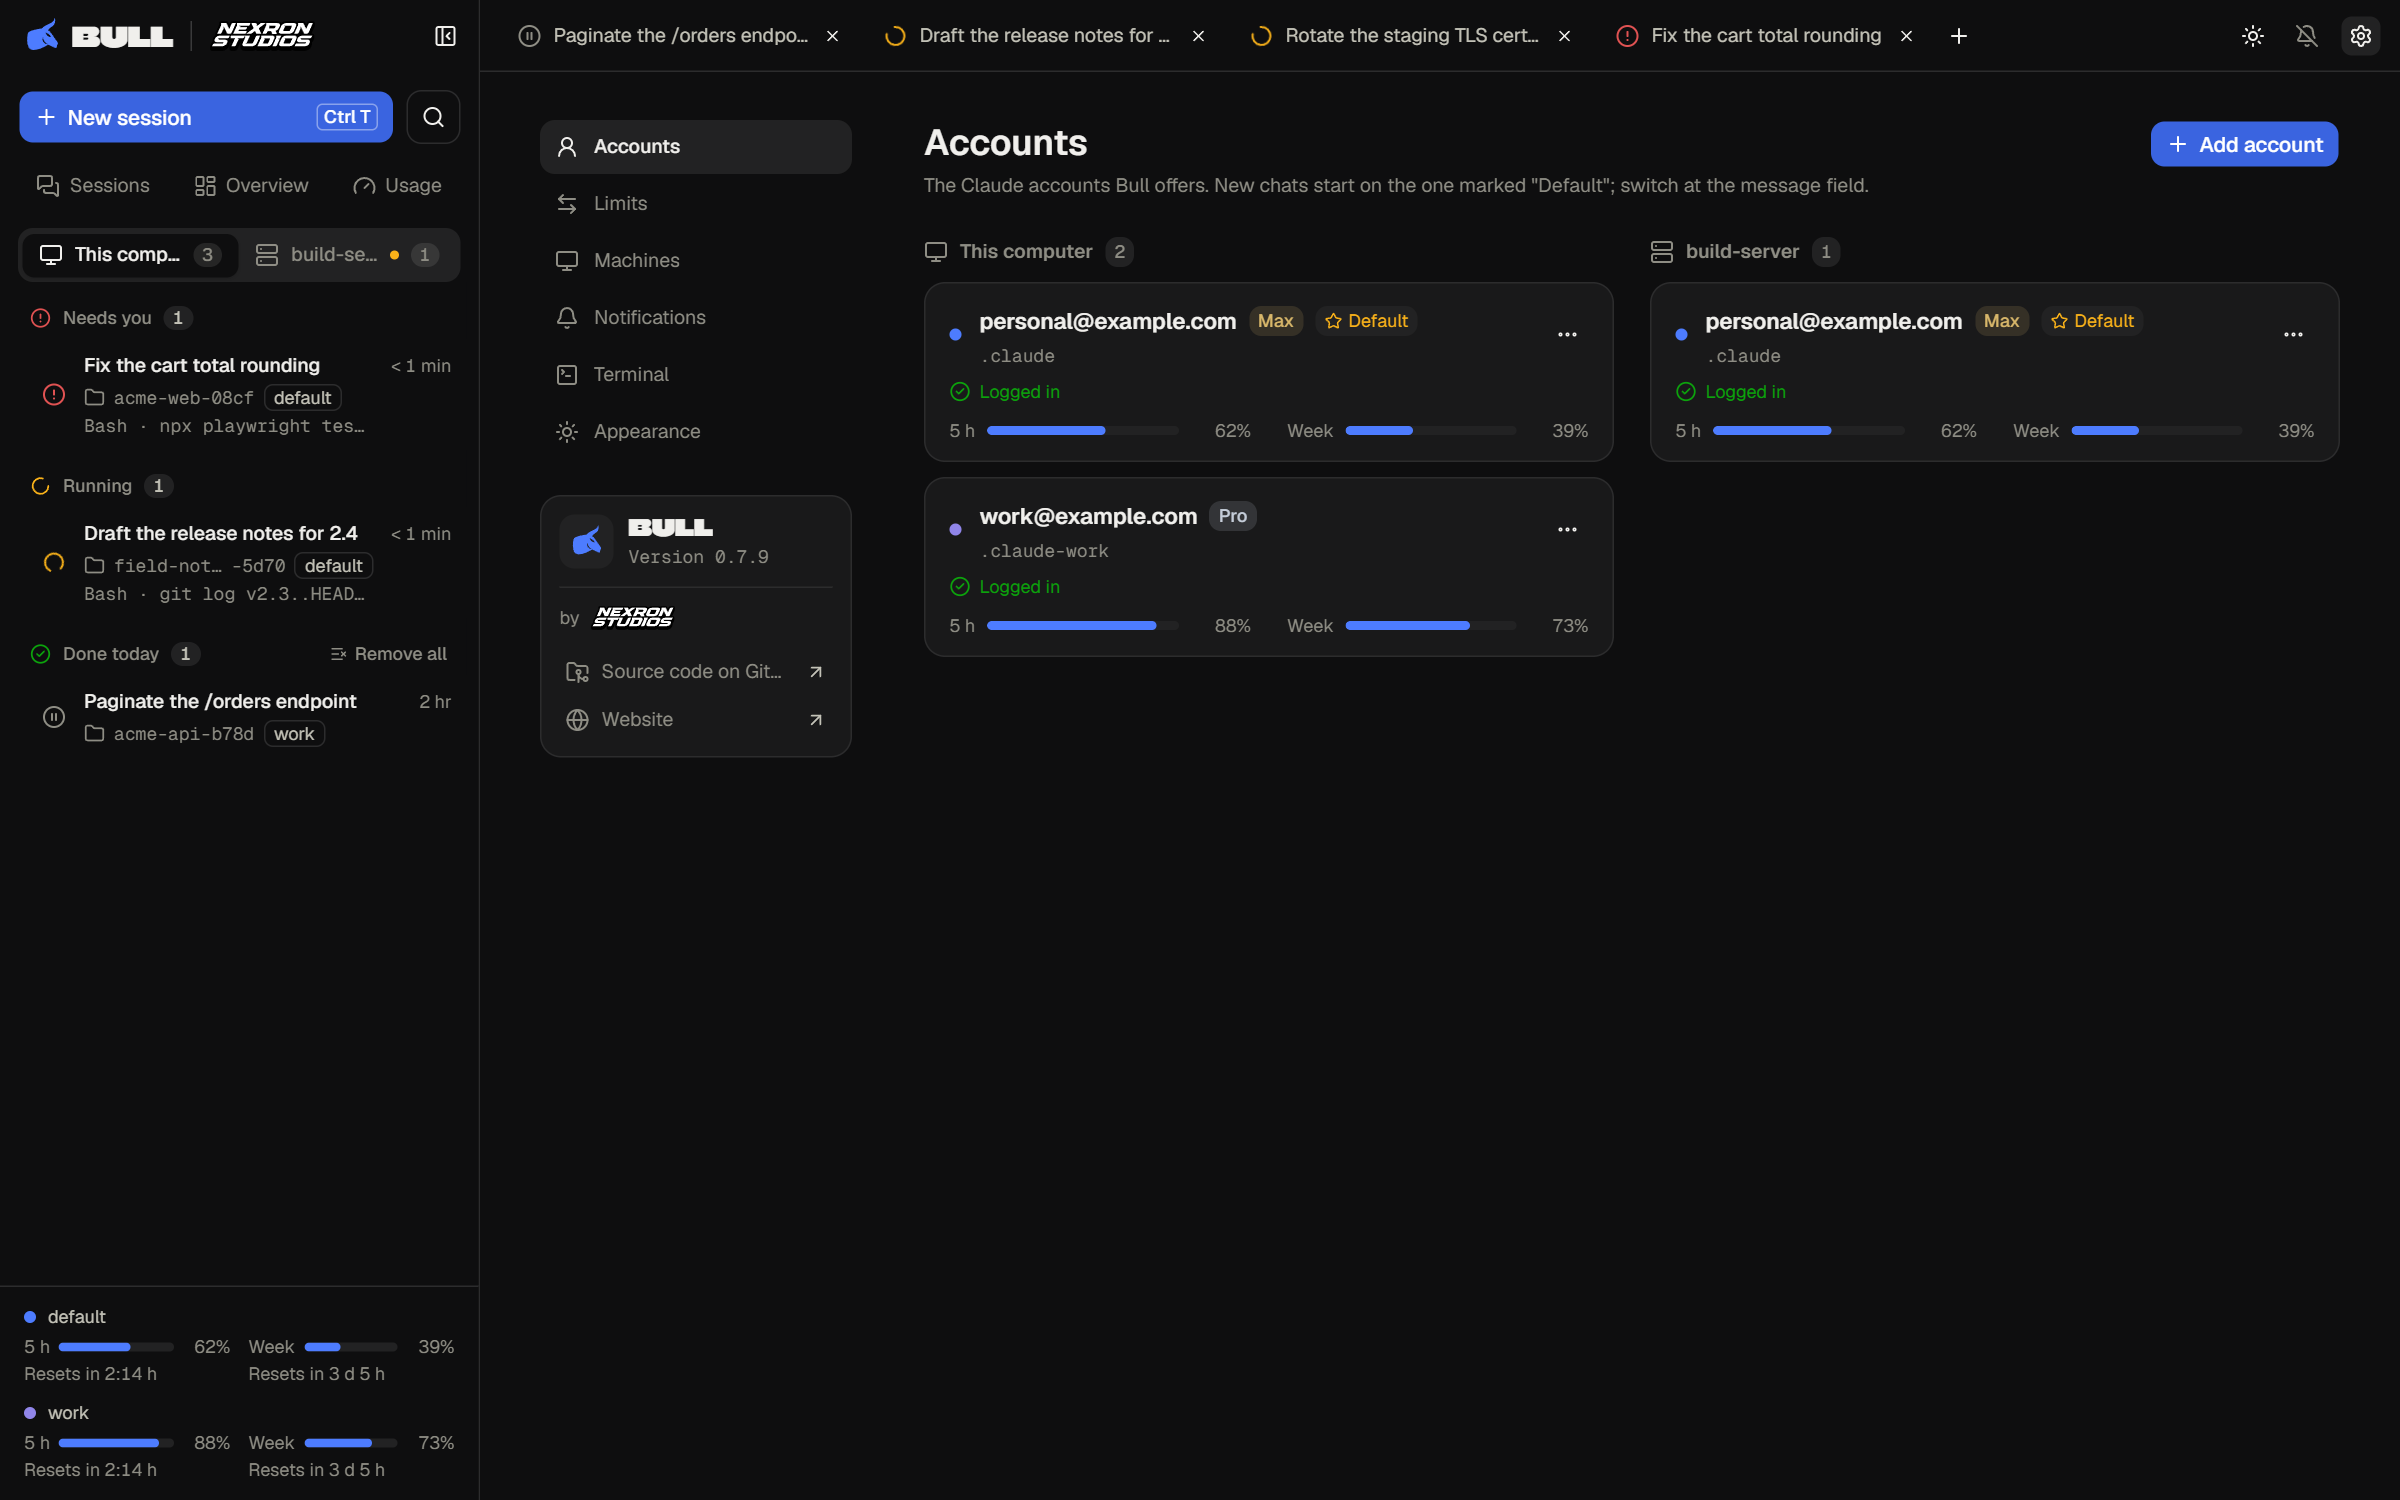 BULL
NEXRON STUDIOS
New session
Ctrl T
Sessions
Overview
Usage
This comp...
3
build-se...
1
Needs you
1
Fix the cart total rounding
< 1 min
acme-web-08cf
default
Bash · npx playwright tes…
Running
1
Draft the release notes for 2.4
< 1 min
field-not… -5d70
default
Bash · git log v2.3..HEAD…
Done today
1
Remove all
Paginate the /orders endpoint
2 hr
acme-api-b78d
work
default
5 h
62%
Week
39%
Resets in 2:14 h
Resets in 3 d 5 h
work
5 h
88%
Week
73%
Resets in 2:14 h
Resets in 3 d 5 h
Paginate the /orders endpo...
Draft the release notes for ...
Rotate the staging TLS cert...
Fix the cart total rounding
Accounts
Limits
Machines
Notifications
Terminal
Appearance
BULL
Version 0.7.9
by NEXRON STUDIOS
Source code on Git...
Website
Accounts
The Claude accounts Bull offers. New chats start on the one marked "Default"; switch at the message field.
Add account
This computer
2
personal@example.com
Max
Default
.claude
Logged in
5 h
62%
Week
39%
work@example.com
Pro
.claude-work
Logged in
5 h
88%
Week
73%
build-server
1
personal@example.com
Max
Default
.claude
Logged in
5 h
62%
Week
39%